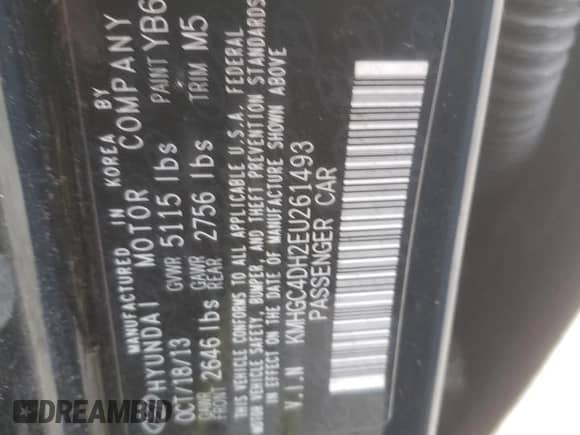 MANUFACTURED IN KOREA BY
HYUNDAI MOTOR COMPANY
OCT/18/13 GVWR 5115 lbs PAINT YB6
GAWR FRONT 2646 lbs GAWR REAR 2756 lbs TRIM M5
THIS VEHICLE CONFORMS TO ALL APPLICABLE U.S.A. FEDERAL
MOTOR VEHICLE SAFETY, BUMPER, AND THEFT PREVENTION STANDARDS
IN EFFECT ON THE DATE OF MANUFACTURE SHOWN ABOVE
V.I.N KMHGC4DH2EU261493
PASSENGER CAR
DREAMBID